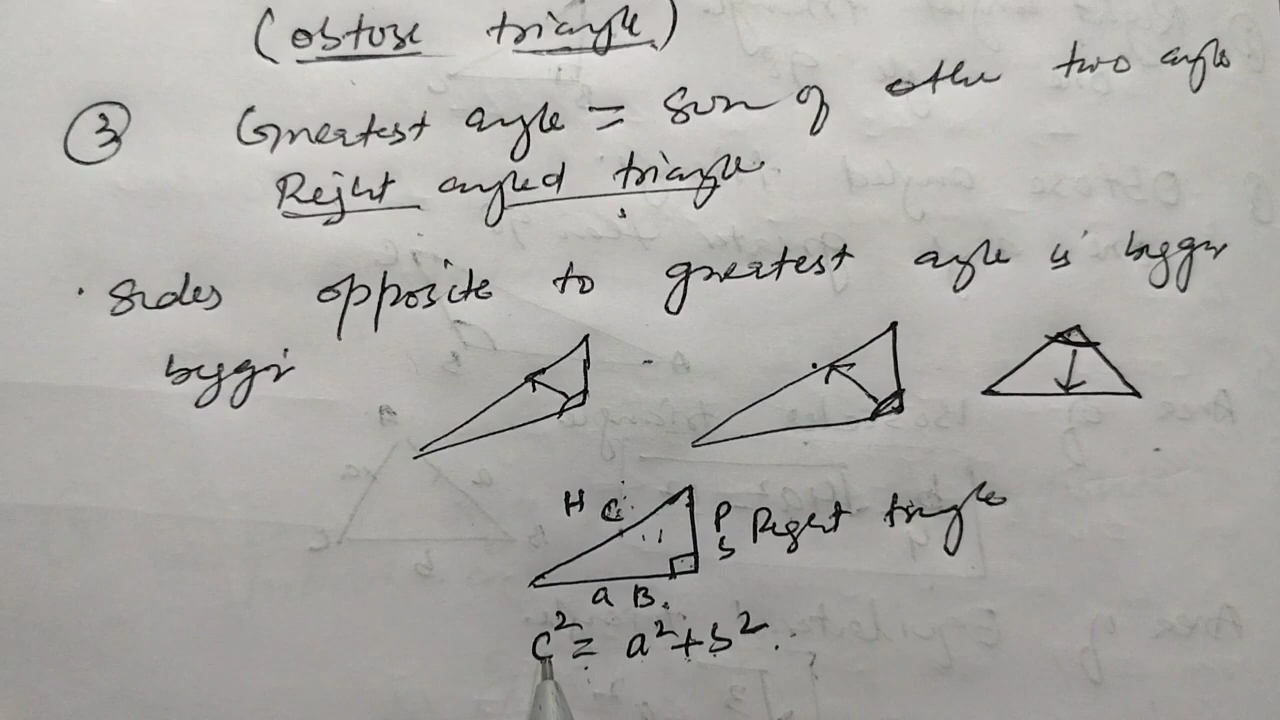 (obtuse triangle)
③ Greatest angle = sum of other two angle
Right angled triangle
· Sides opposite to greatest angle is bigger
bigger
H C
P b Right triangle
a B.
c² = a² + b².